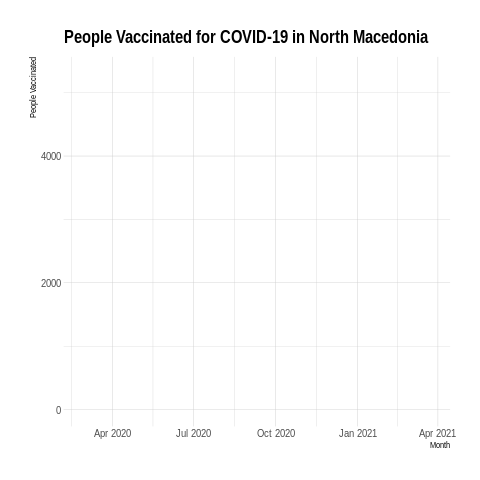 People Vaccinated for COVID-19 in North Macedonia
People Vaccinated
4000
2000
0
Apr 2020 Jul 2020 Oct 2020 Jan 2021 Apr 2021
Month